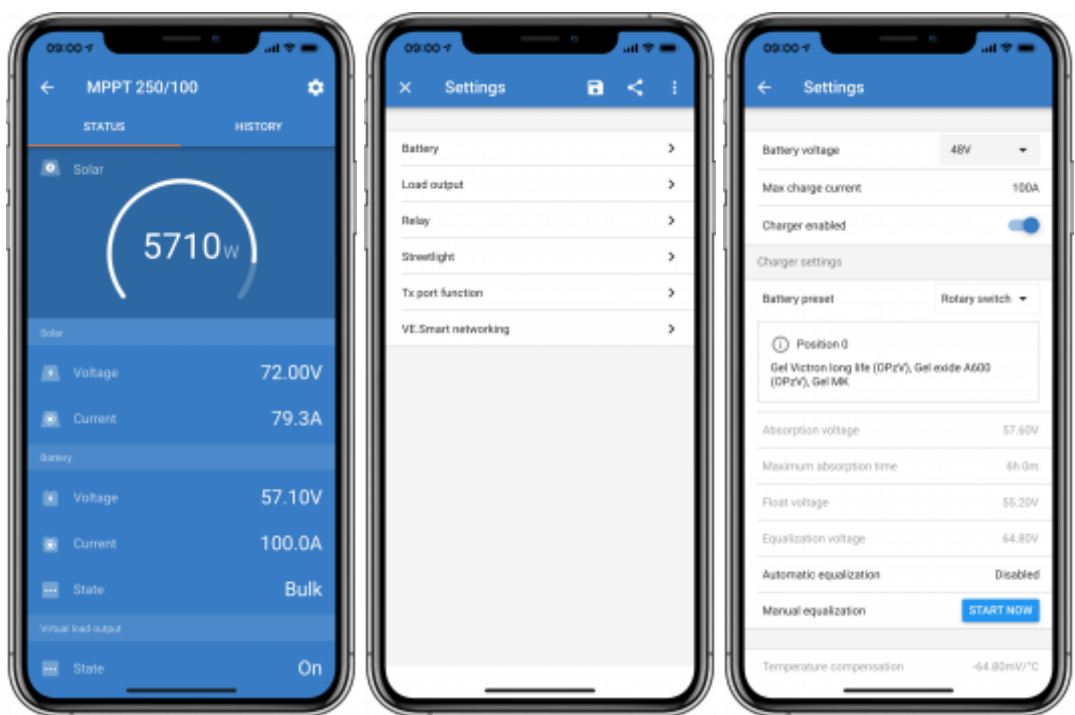 09:00
MPPT 250/100
STATUS HISTORY
Solar
5710W
Solar
Voltage 72.00V
Current 79.3A
Battery
Voltage 57.10V
Current 100.0A
State Bulk
Virtual load output
State On
09:00
Settings
Battery
Load output
Relay
Streetlight
Tx port function
VE.Smart networking
09:00
Settings
Battery voltage 48V
Max charge current 100A
Charger enabled
Charger settings
Battery preset Rotary switch
Position 0
Gel Victron long life (OPzV), Gel exide A600
(OPzV), Gel MK
Absorption voltage 57.60V
Maximum absorption time 6h 0m
Float voltage 55.20V
Equalization voltage 64.80V
Automatic equalization Disabled
Manual equalization START NOW
Temperature compensation -64.80mV/°C